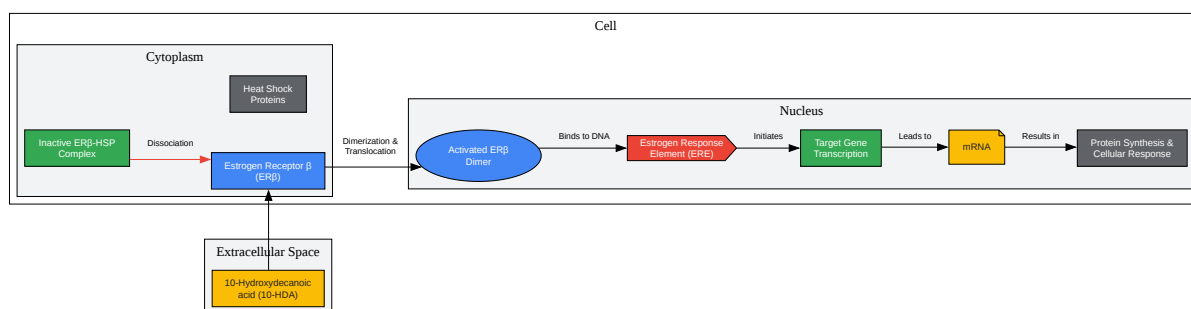 Cell
Cytoplasm
Heat Shock
Proteins
Inactive ERβ-HSP
Complex
Dissociation
Estrogen Receptor β
(ERβ)
Dimerization &
Translocation
Nucleus
Activated ERβ
Dimer
Binds to DNA
Estrogen Response
Element (ERE)
Initiates
Target Gene
Transcription
Leads to
mRNA
Results in
Protein Synthesis &
Cellular Response
Extracellular Space
10-Hydroxydecanoic
acid (10-HDA)